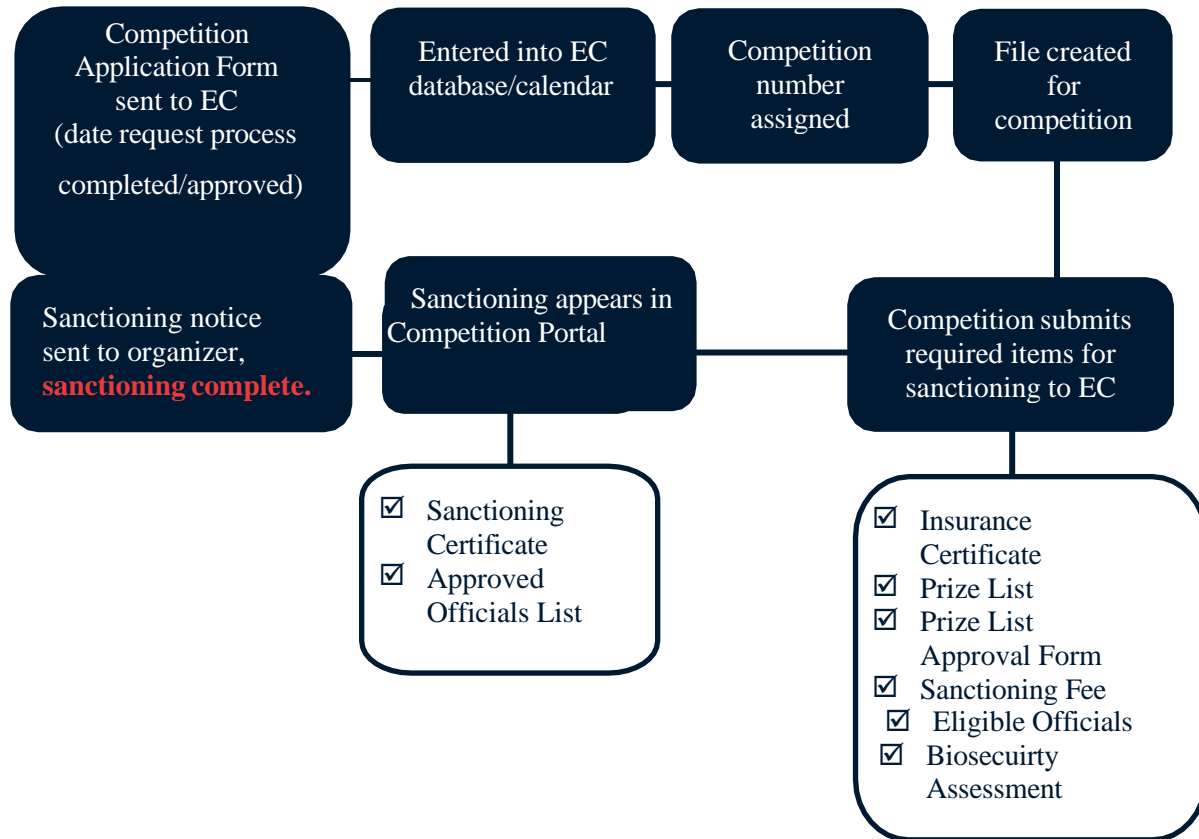 Competition
Application Form
sent to EC
(date request process
completed/approved)
Entered into EC
database/calendar
Competition
number
assigned
File created
for
competition
Sanctioning notice
sent to organizer,
sanctioning complete.
Sanctioning appears in
Competition Portal
Competition submits
required items for
sanctioning to EC
☑ Sanctioning
Certificate
☑ Approved
Officials List
☑ Insurance
Certificate
☑ Prize List
☑ Prize List
Approval Form
☑ Sanctioning Fee
☑ Eligible Officials
☑ Biosecuirty
Assessment